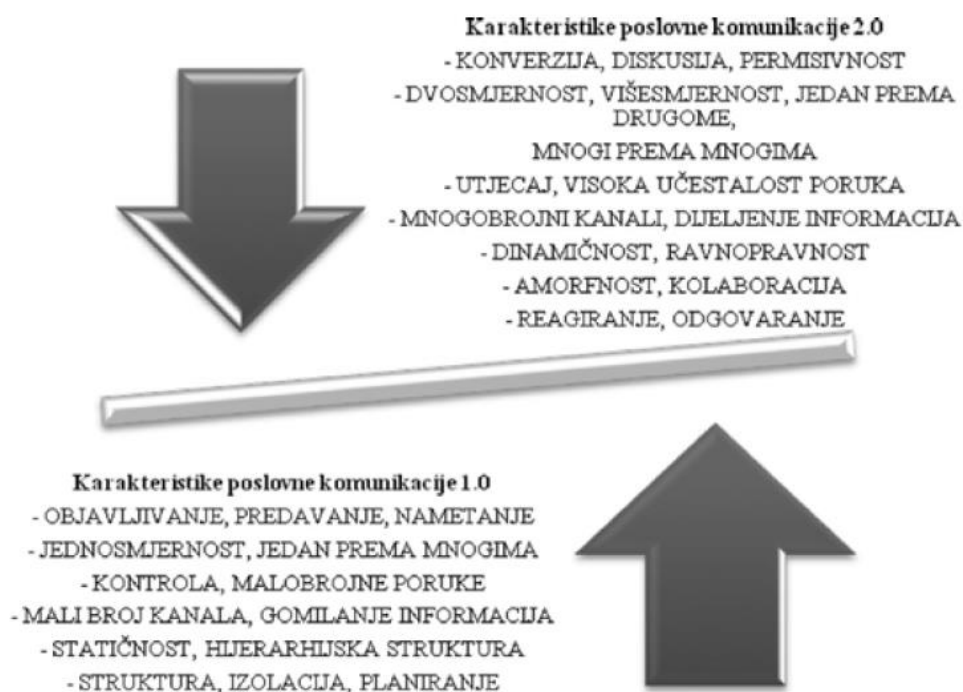 Karakteristike poslovne komunikacije 2.0
- KONVERZIJA, DISKUSIJA, PERMISIVNOST
- DVOSMJERNOST, VIŠESMJERNOST, JEDAN PREMA
DRUGOME,
MNOGI PREMA MNOGIMA
- UTJECAJ, VISOKA UČESTALOST PORUKA
- MNOGOBROJNI KANALI, DIJELJENJE INFORMACIJA
- DINAMIČNOST, RAVNOPRAVNOST
- AMORFNOST, KOLABORACIJA
- REAGIRANJE, ODGOVARANJE
Karakteristike poslovne komunikacije 1.0
- OBJAVLJIVANJE, PREDAVANJE, NAMETANJE
- JEDNOSMJERNOST, JEDAN PREMA MNOGIMA
- KONTROLA, MALOBROJNE PORUKE
- MALI BROJ KANALA, GOMILANJE INFORMACIJA
- STATIČNOST, HIJERARHIJSKA STRUKTURA
- STRUKTURA, IZOLACIJA, PLANIRANJE